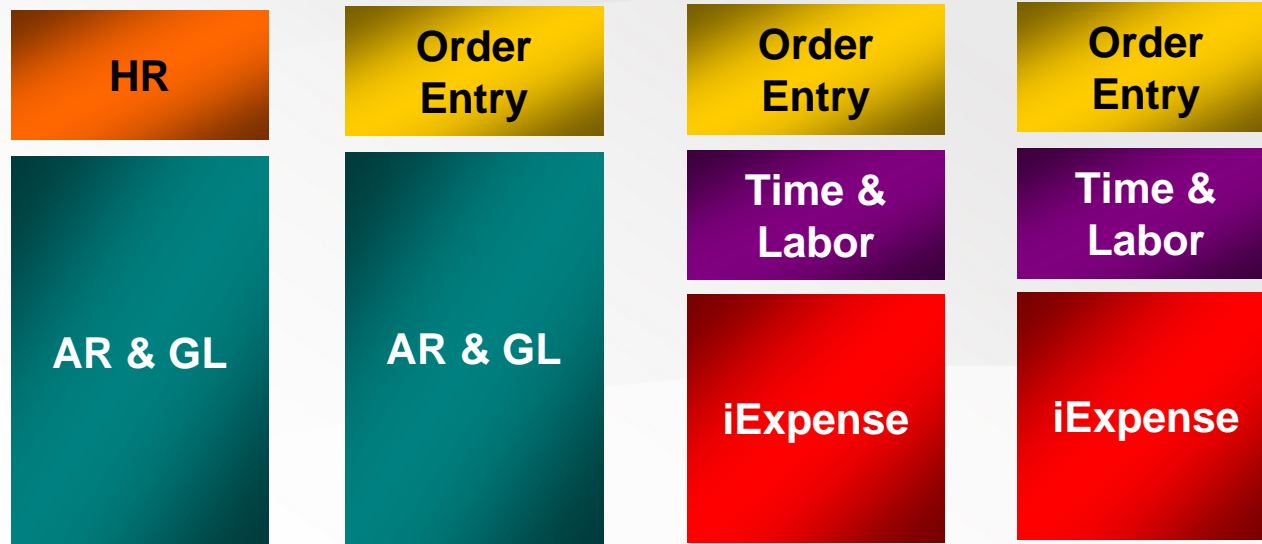 HR
AR & GL
Order
Entry
AR & GL
Order
Entry
Time &
Labor
iExpense
Order
Entry
Time &
Labor
iExpense